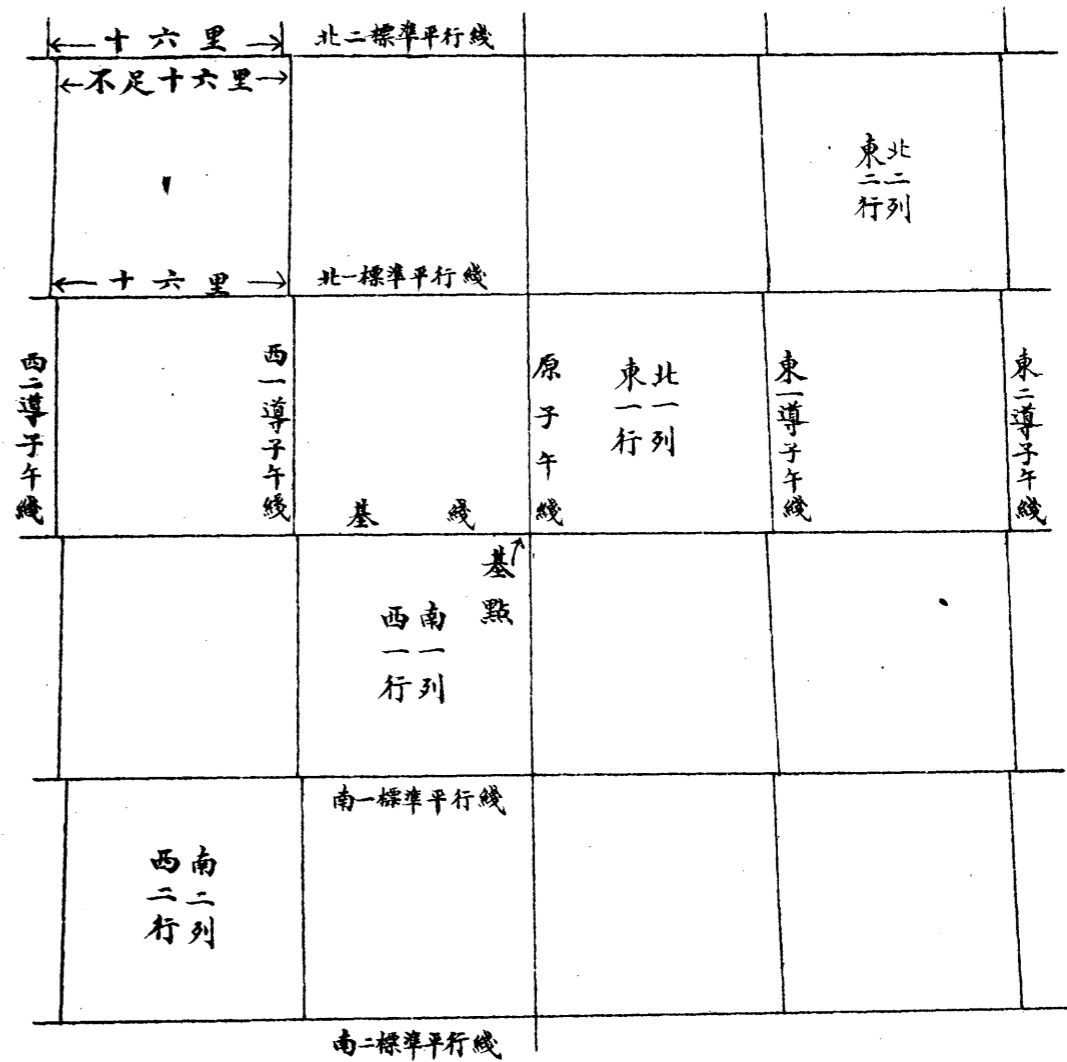 十六里
北二標準平行綫
不足十六里
北二列
東二行
十六里
北一標準平行綫
西二導子午綫
西一導子午綫
原子午綫
北一列
東一行
東一導子午綫
東二導子午綫
基綫
基點
南一列
西一行
南一標準平行綫
南二列
西二行
南二標準平行綫